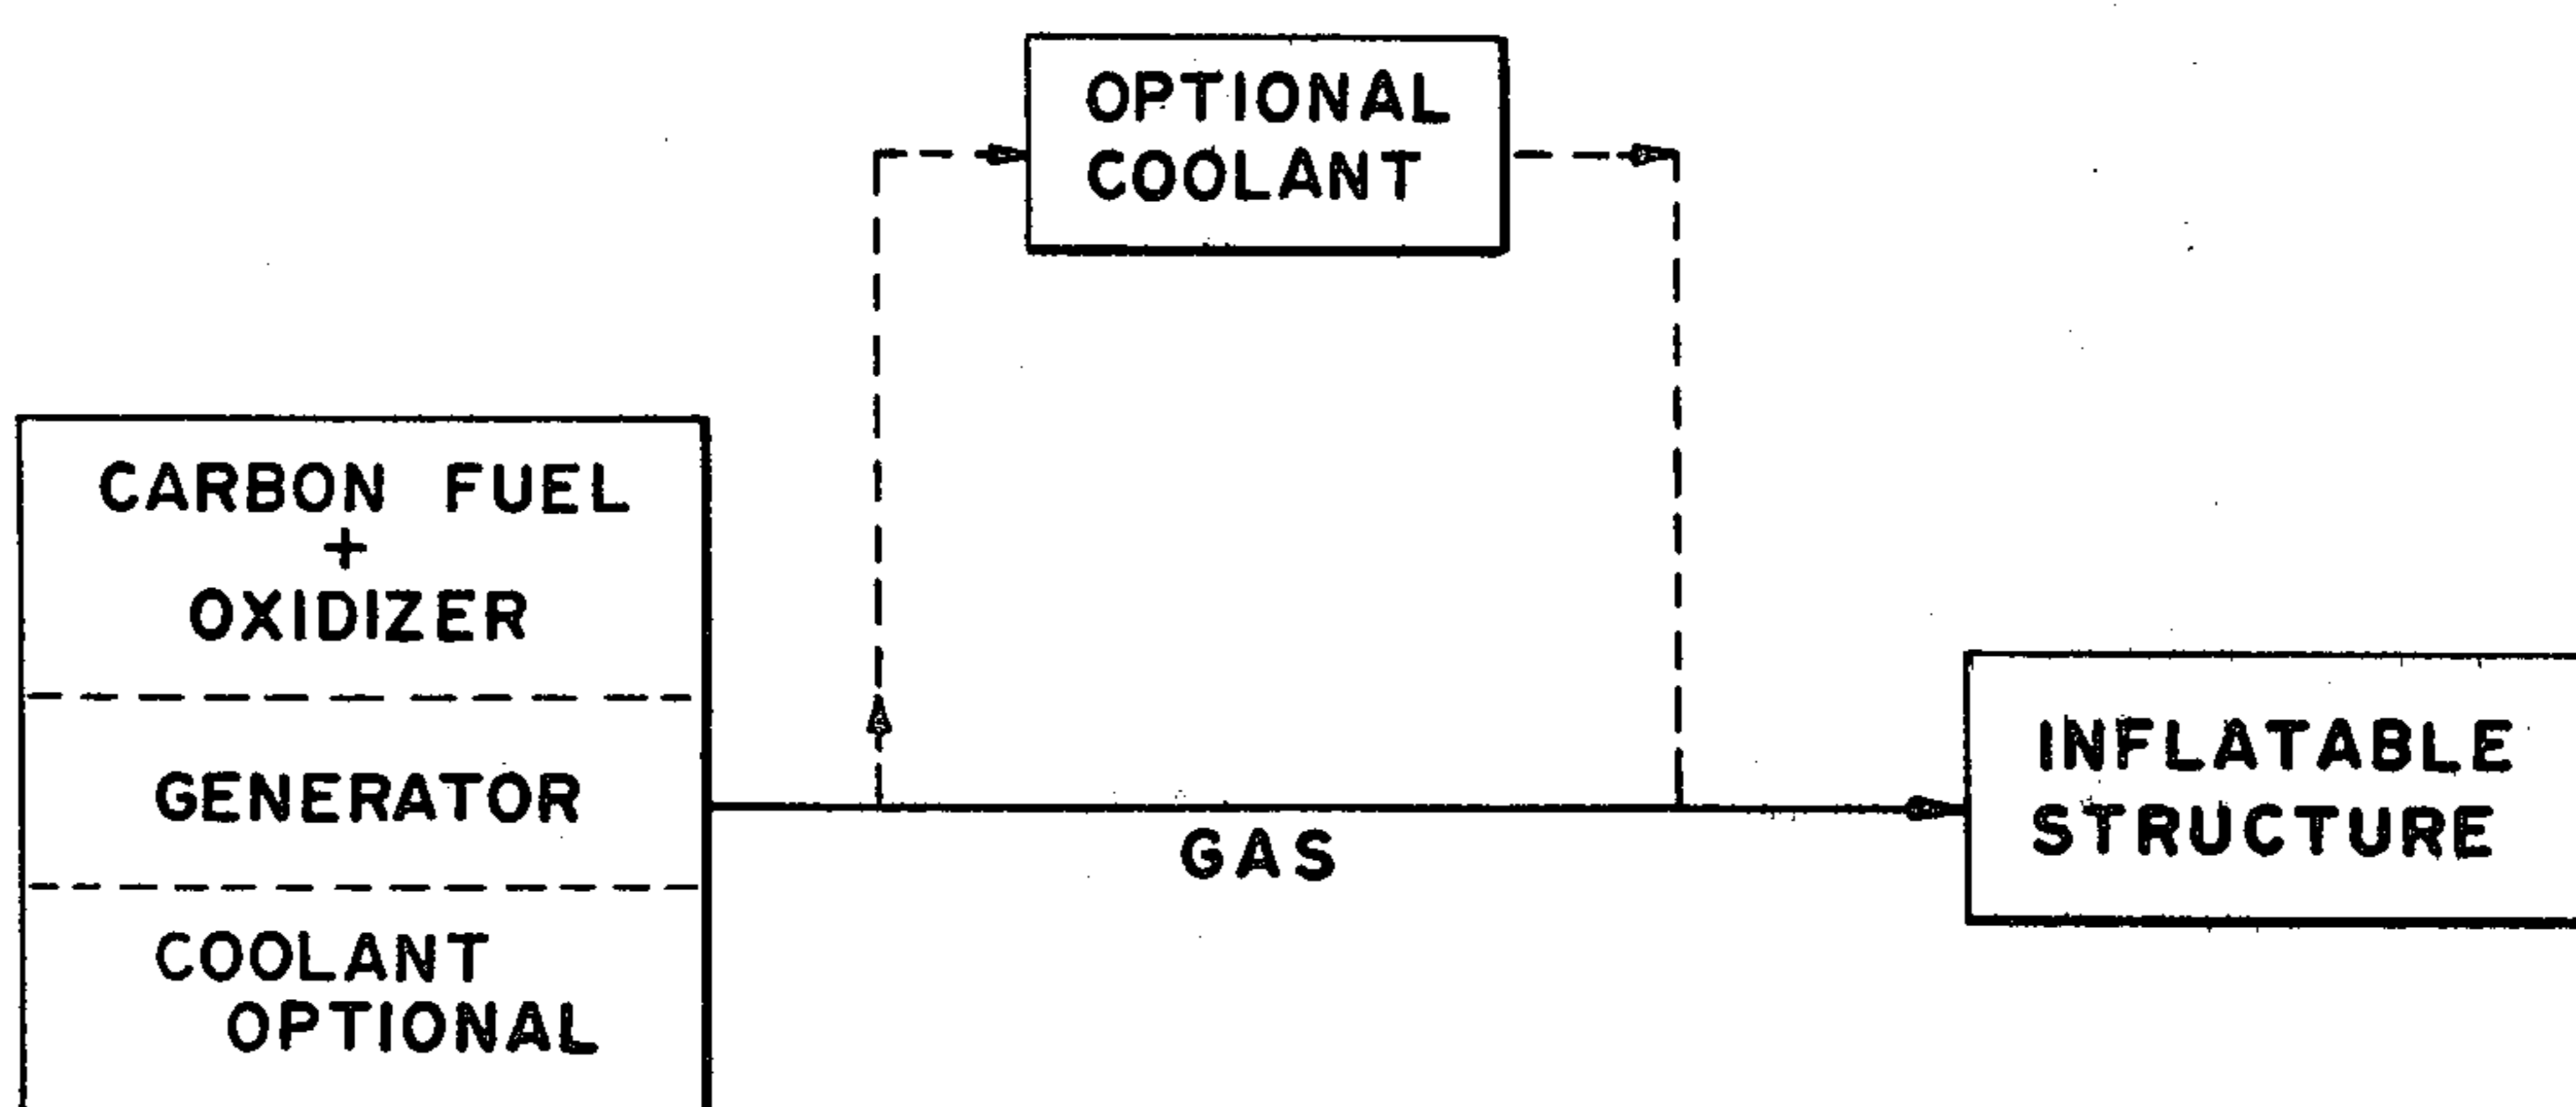 OPTIONAL
COOLANT
CARBON FUEL
+
OXIDIZER
GENERATOR
COOLANT
OPTIONAL
GAS
INFLATABLE
STRUCTURE